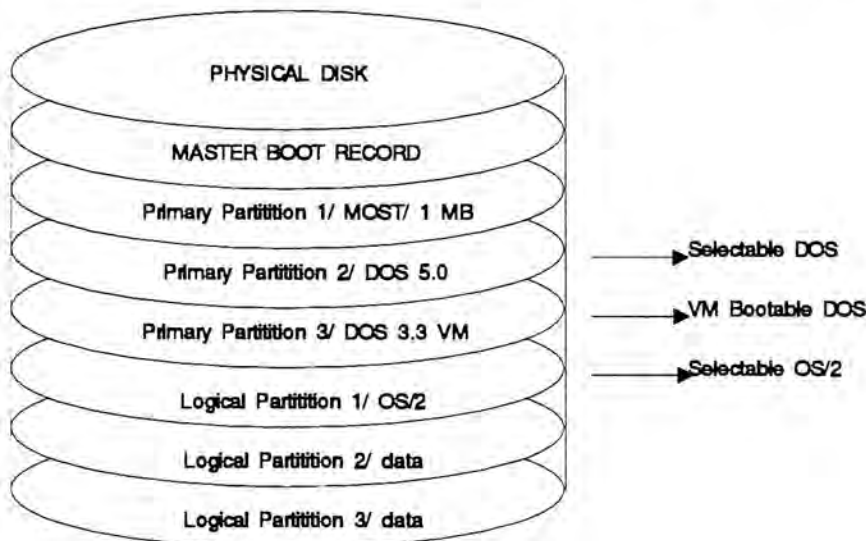 PHYSICAL DISK
MASTER BOOT RECORD
Primary Partitition 1/ MOST/ 1 MB
Primary Partitition 2/ DOS 5.0
Primary Partitition 3/ DOS 3.3 VM
Logical Partitition 1/ OS/2
Logical Partitition 2/ data
Logical Partitition 3/ data
Selectable DOS
VM Bootable DOS
Selectable OS/2